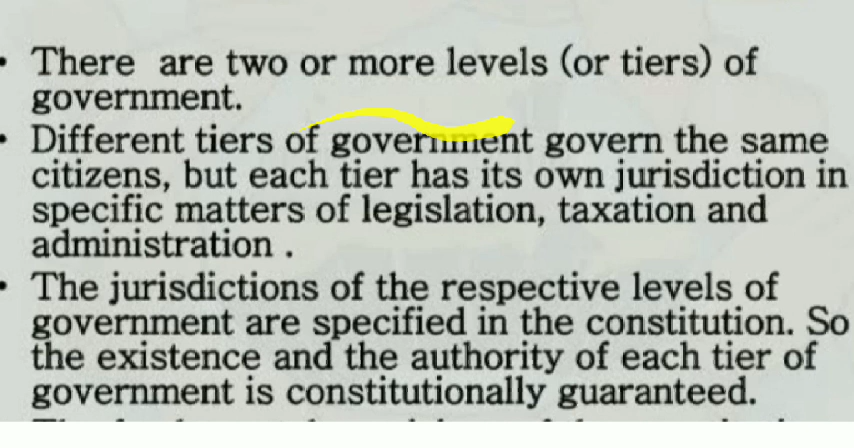 • There are two or more levels (or tiers) of
government.
• Different tiers of government govern the same
citizens, but each tier has its own jurisdiction in
specific matters of legislation, taxation and
administration .
• The jurisdictions of the respective levels of
government are specified in the constitution. So
the existence and the authority of each tier of
government is constitutionally guaranteed.